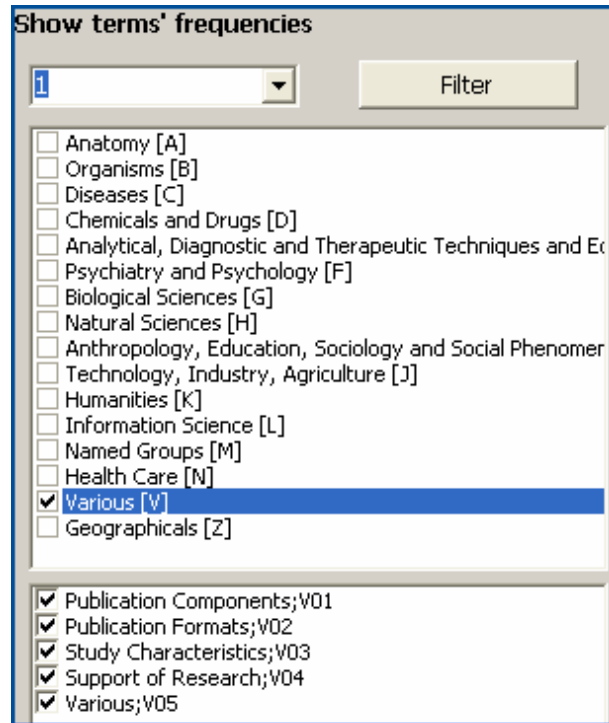 Show terms' frequencies
1
Filter
Anatomy [A]
Organisms [B]
Diseases [C]
Chemicals and Drugs [D]
Analytical, Diagnostic and Therapeutic Techniques and
Psychiatry and Psychology [F]
Biological Sciences [G]
Natural Sciences [H]
Anthropology, Education, Sociology and Social
Technology, Industry, Agriculture [J]
Humanities [K]
Information Science [L]
Named Groups [M]
Health Care [N]
Various [V]
Geographicals [Z]
Publication Components;V01
Publication Formats;V02
Study Characteristics;V03
Support of Research;V04
Various;V05